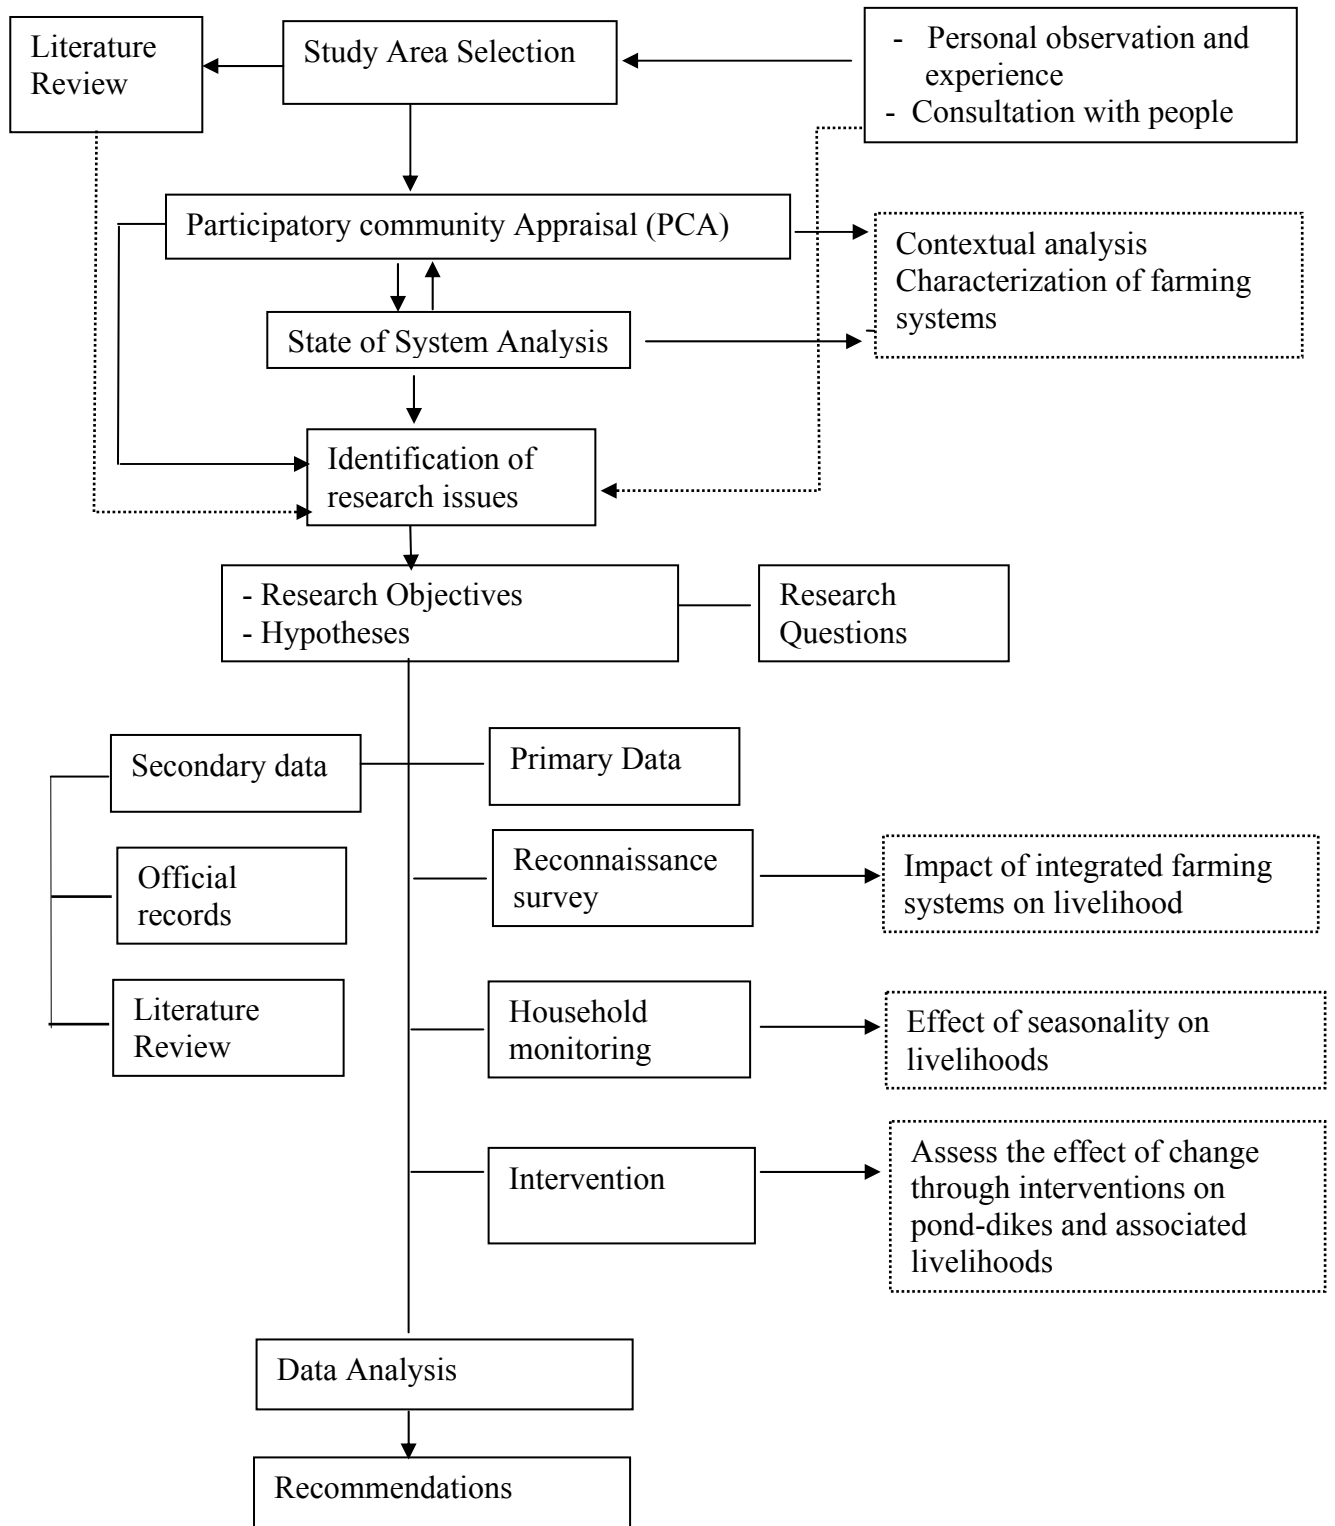 Literature
Review
Study Area Selection
- Personal observation and
experience
- Consultation with people
Participatory community Appraisal (PCA)
Contextual analysis
Characterization of farming
systems
State of System Analysis
Identification of
research issues
- Research Objectives
- Hypotheses
Research
Questions
Secondary data
Primary Data
Official
records
Reconnaissance
survey
Impact of integrated farming
systems on livelihood
Literature
Review
Household
monitoring
Effect of seasonality on
livelihoods
Intervention
Assess the effect of change
through interventions on
pond-dikes and associated
livelihoods
Data Analysis
Recommendations